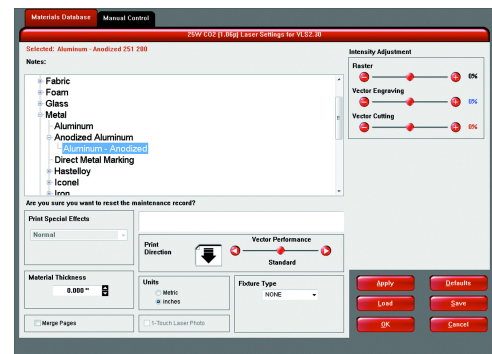 Materials Database Manual Control
25W CO2 (1.06µ) Laser Settings for VLS2.30
Selected: Aluminum - Anodized 251 200
Notes:
Fabric
Foam
Glass
Metal
Aluminum
Anodized Aluminum
Aluminum - Anodized
Direct Metal Marking
Hastelloy
Iconel
Iron
Are you sure you want to reset the maintenance record?
Intensity Adjustment
Raster
0%
Vector Engraving
0%
Vector Cutting
0%
Print Special Effects
Normal
Print
Direction
Vector Performance
Standard
Material Thickness
0.000 "
Units
Metric
Inches
Fixture Type
NONE
Merge Pages
1-Touch Laser Photo
Apply Defaults
Load Save
OK Cancel